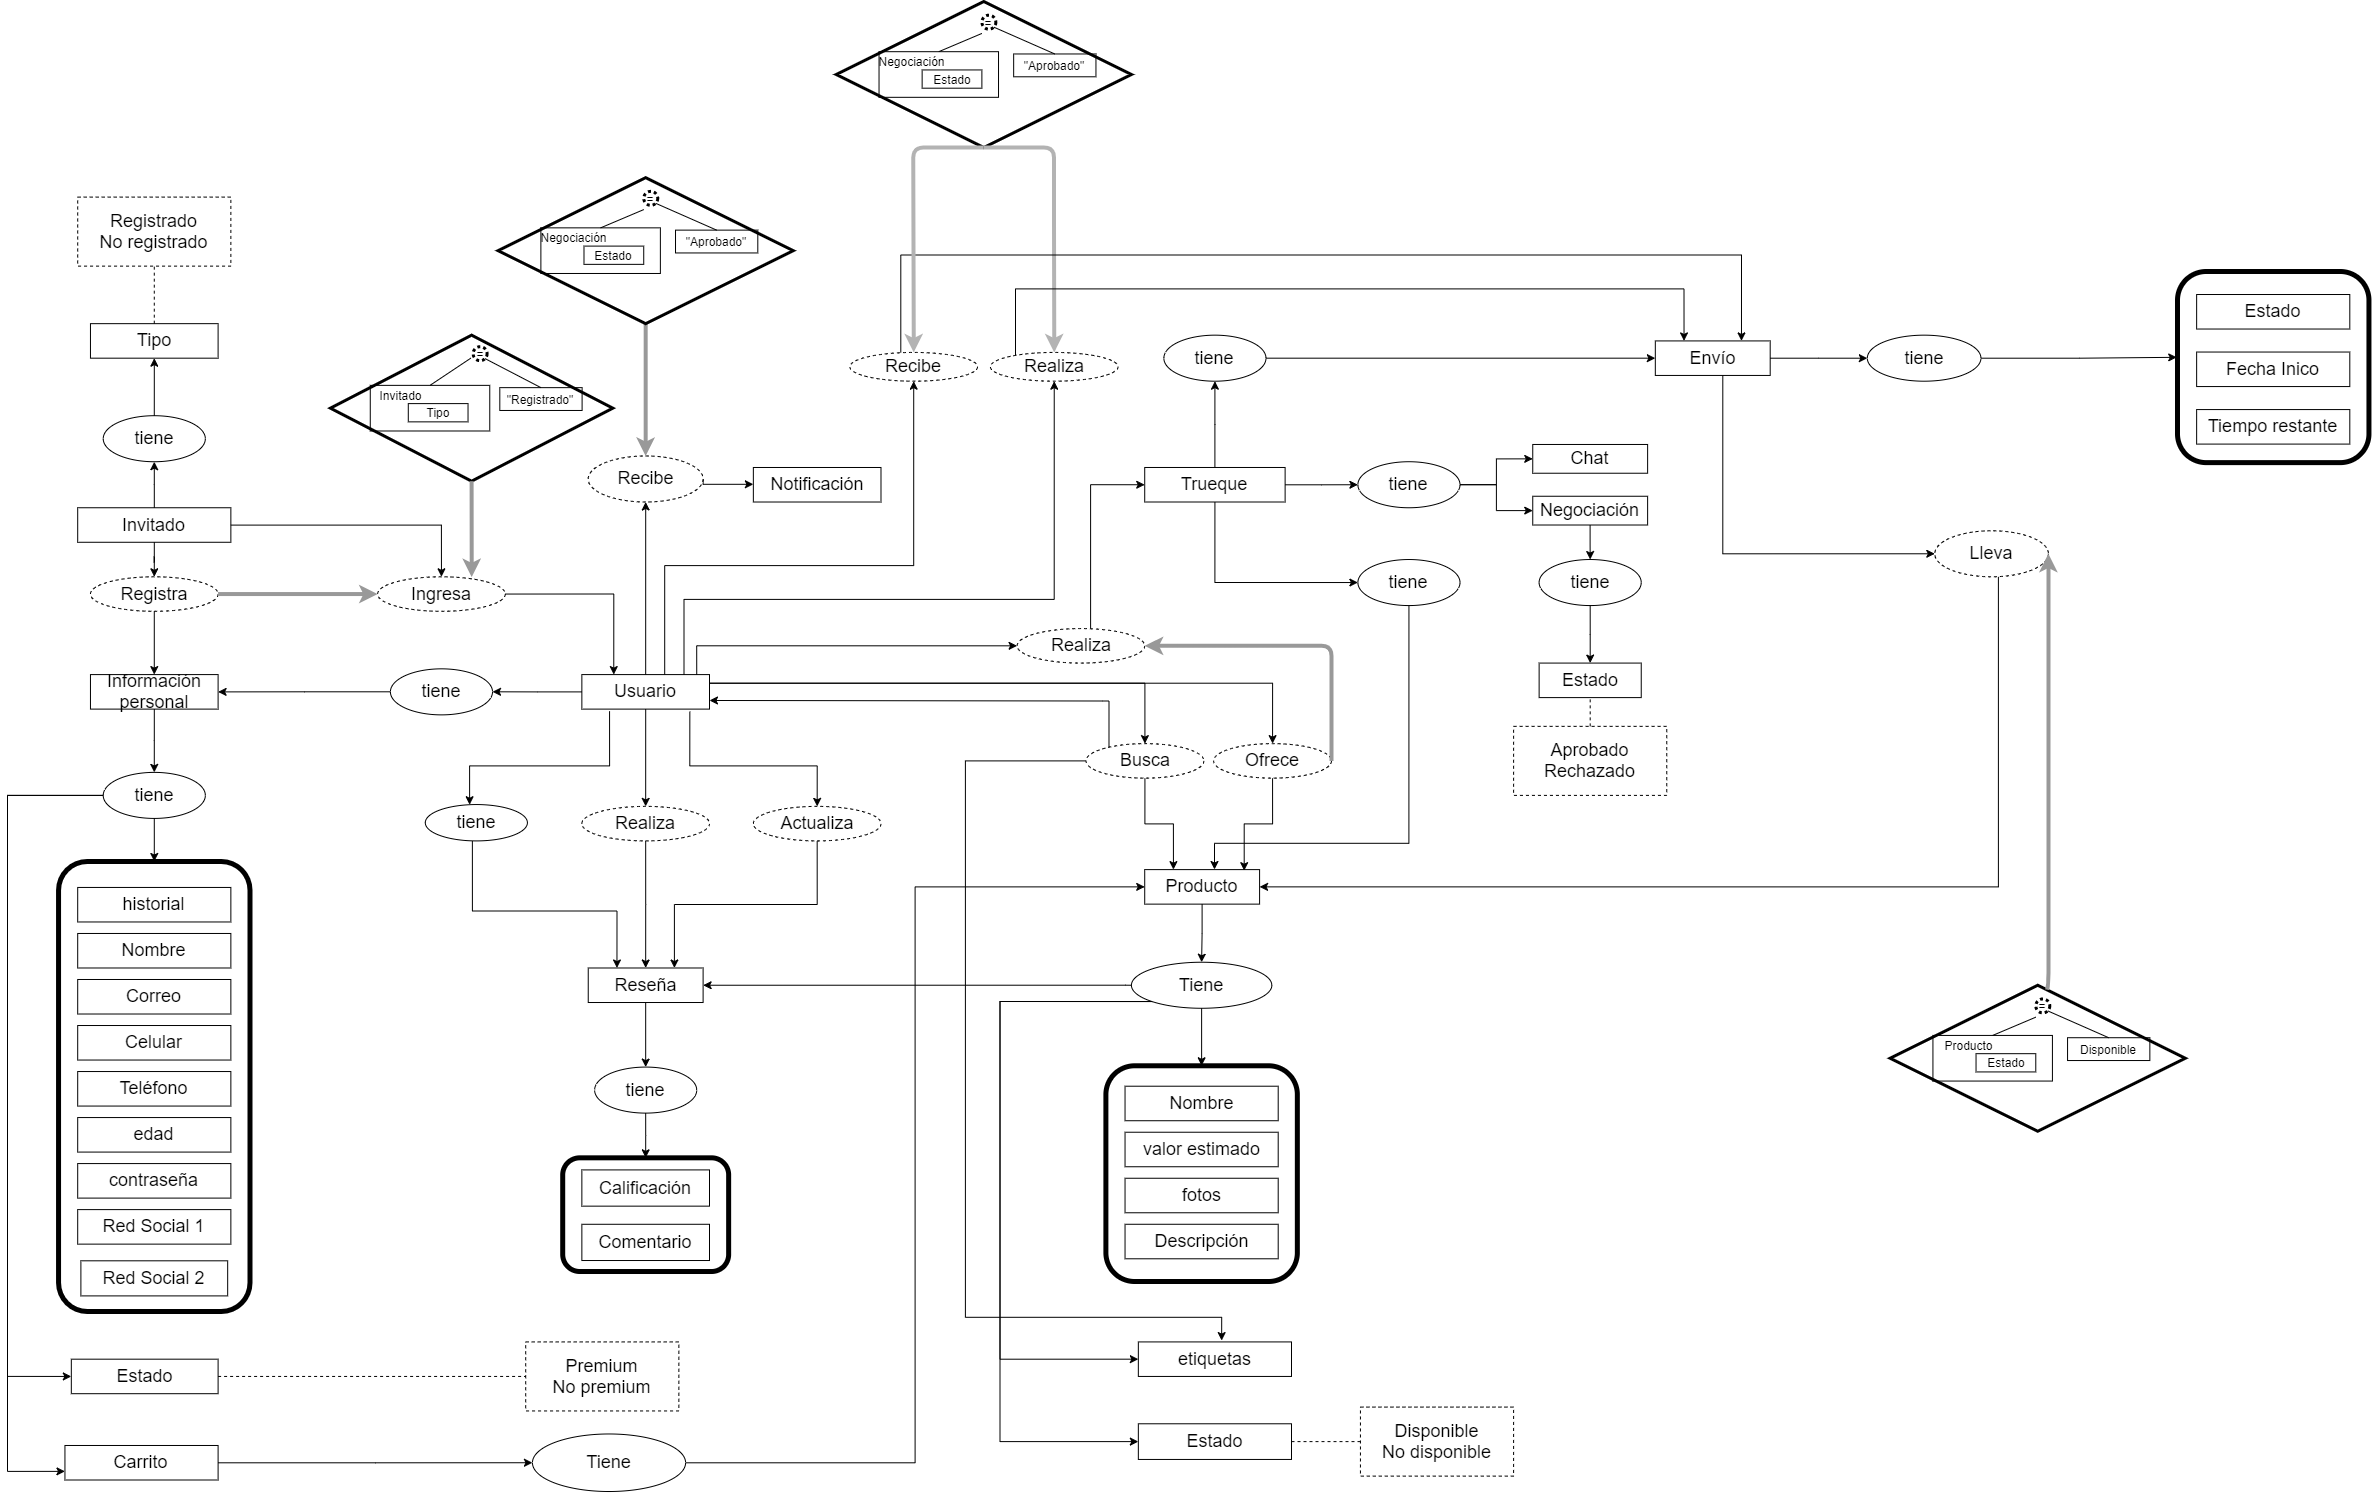 =
Negociación
Estado
"Aprobado"
=
Negociación
Estado
"Aprobado"
Registrado
No registrado
Tipo
tiene
=
Invitado
Tipo
"Registrado"
Invitado
Registra
Ingresa
Recibe
Notificación
Recibe
Realiza
tiene
Envío
tiene
Estado
Fecha Inico
Tiempo restante
Trueque
tiene
Chat
Negociación
tiene
tiene
Lleva
Realiza
Estado
Aprobado
Rechazado
Información
personal
tiene
Usuario
Busca
Ofrece
tiene
tiene
Realiza
Actualiza
Producto
historial
Nombre
Correo
Celular
Teléfono
edad
contraseña
Red Social 1
Red Social 2
Reseña
Tiene
tiene
Calificación
Comentario
Nombre
valor estimado
fotos
Descripción
=
Producto
Estado
Disponible
etiquetas
Estado
Premium
No premium
Estado
Disponible
No disponible
Carrito
Tiene